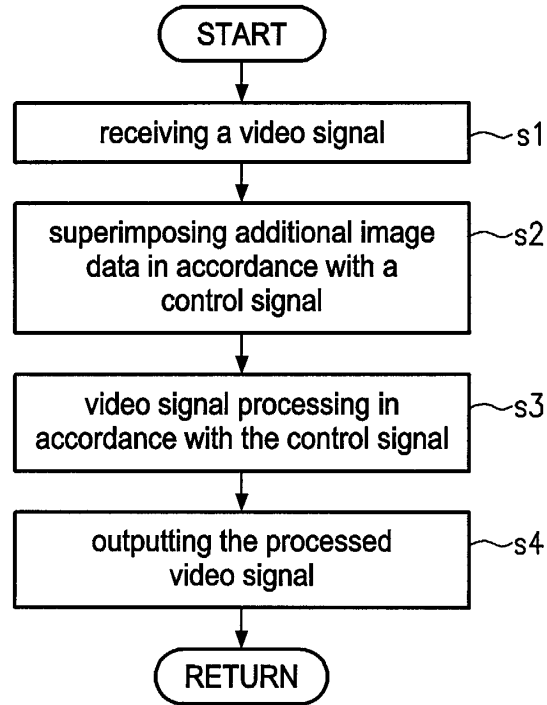 START
receiving a video signal
s1
superimposing additional image
data in accordance with a
control signal
s2
video signal processing in
accordance with the control signal
s3
outputting the processed
video signal
s4
RETURN